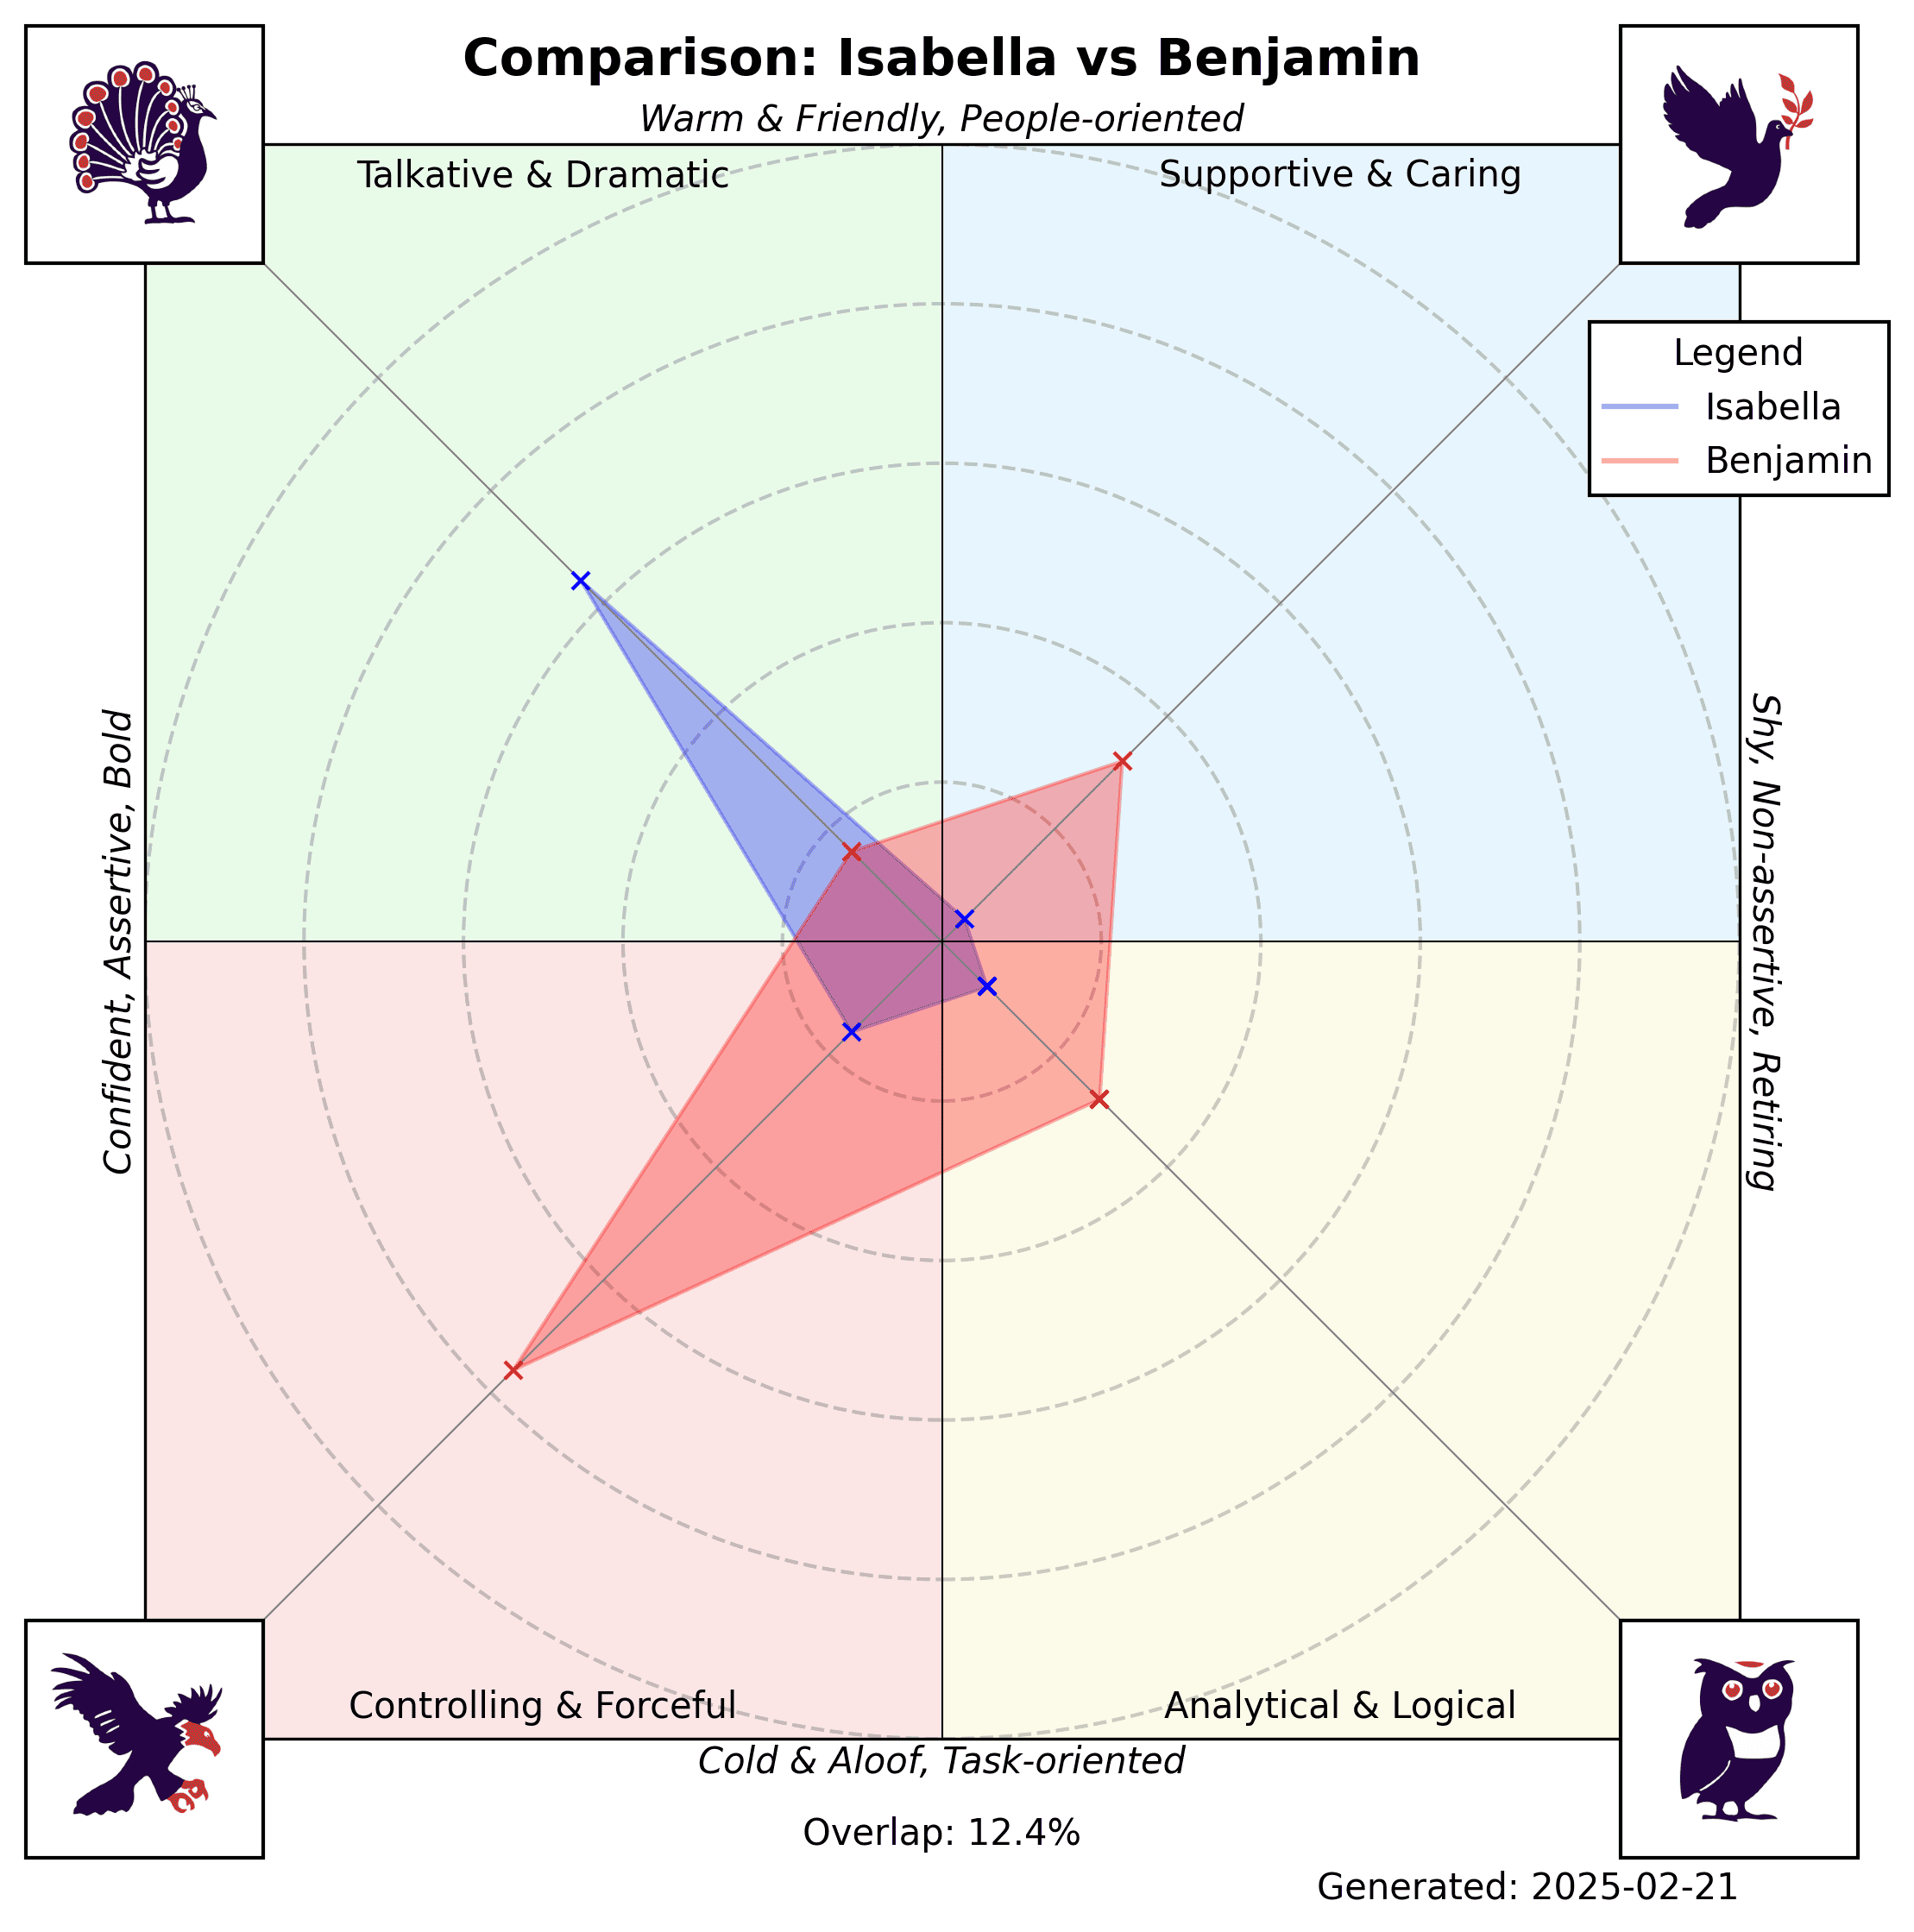 Comparison: Isabella vs Benjamin
Warm & Friendly, People-oriented
Talkative & Dramatic
Supportive & Caring
Legend
Isabella
Benjamin
Confident, Assertive, Bold
Shy, Non-assertive, Retiring
Controlling & Forceful
Analytical & Logical
Cold & Aloof, Task-oriented
Overlap: 12.4%
Generated: 2025-02-21